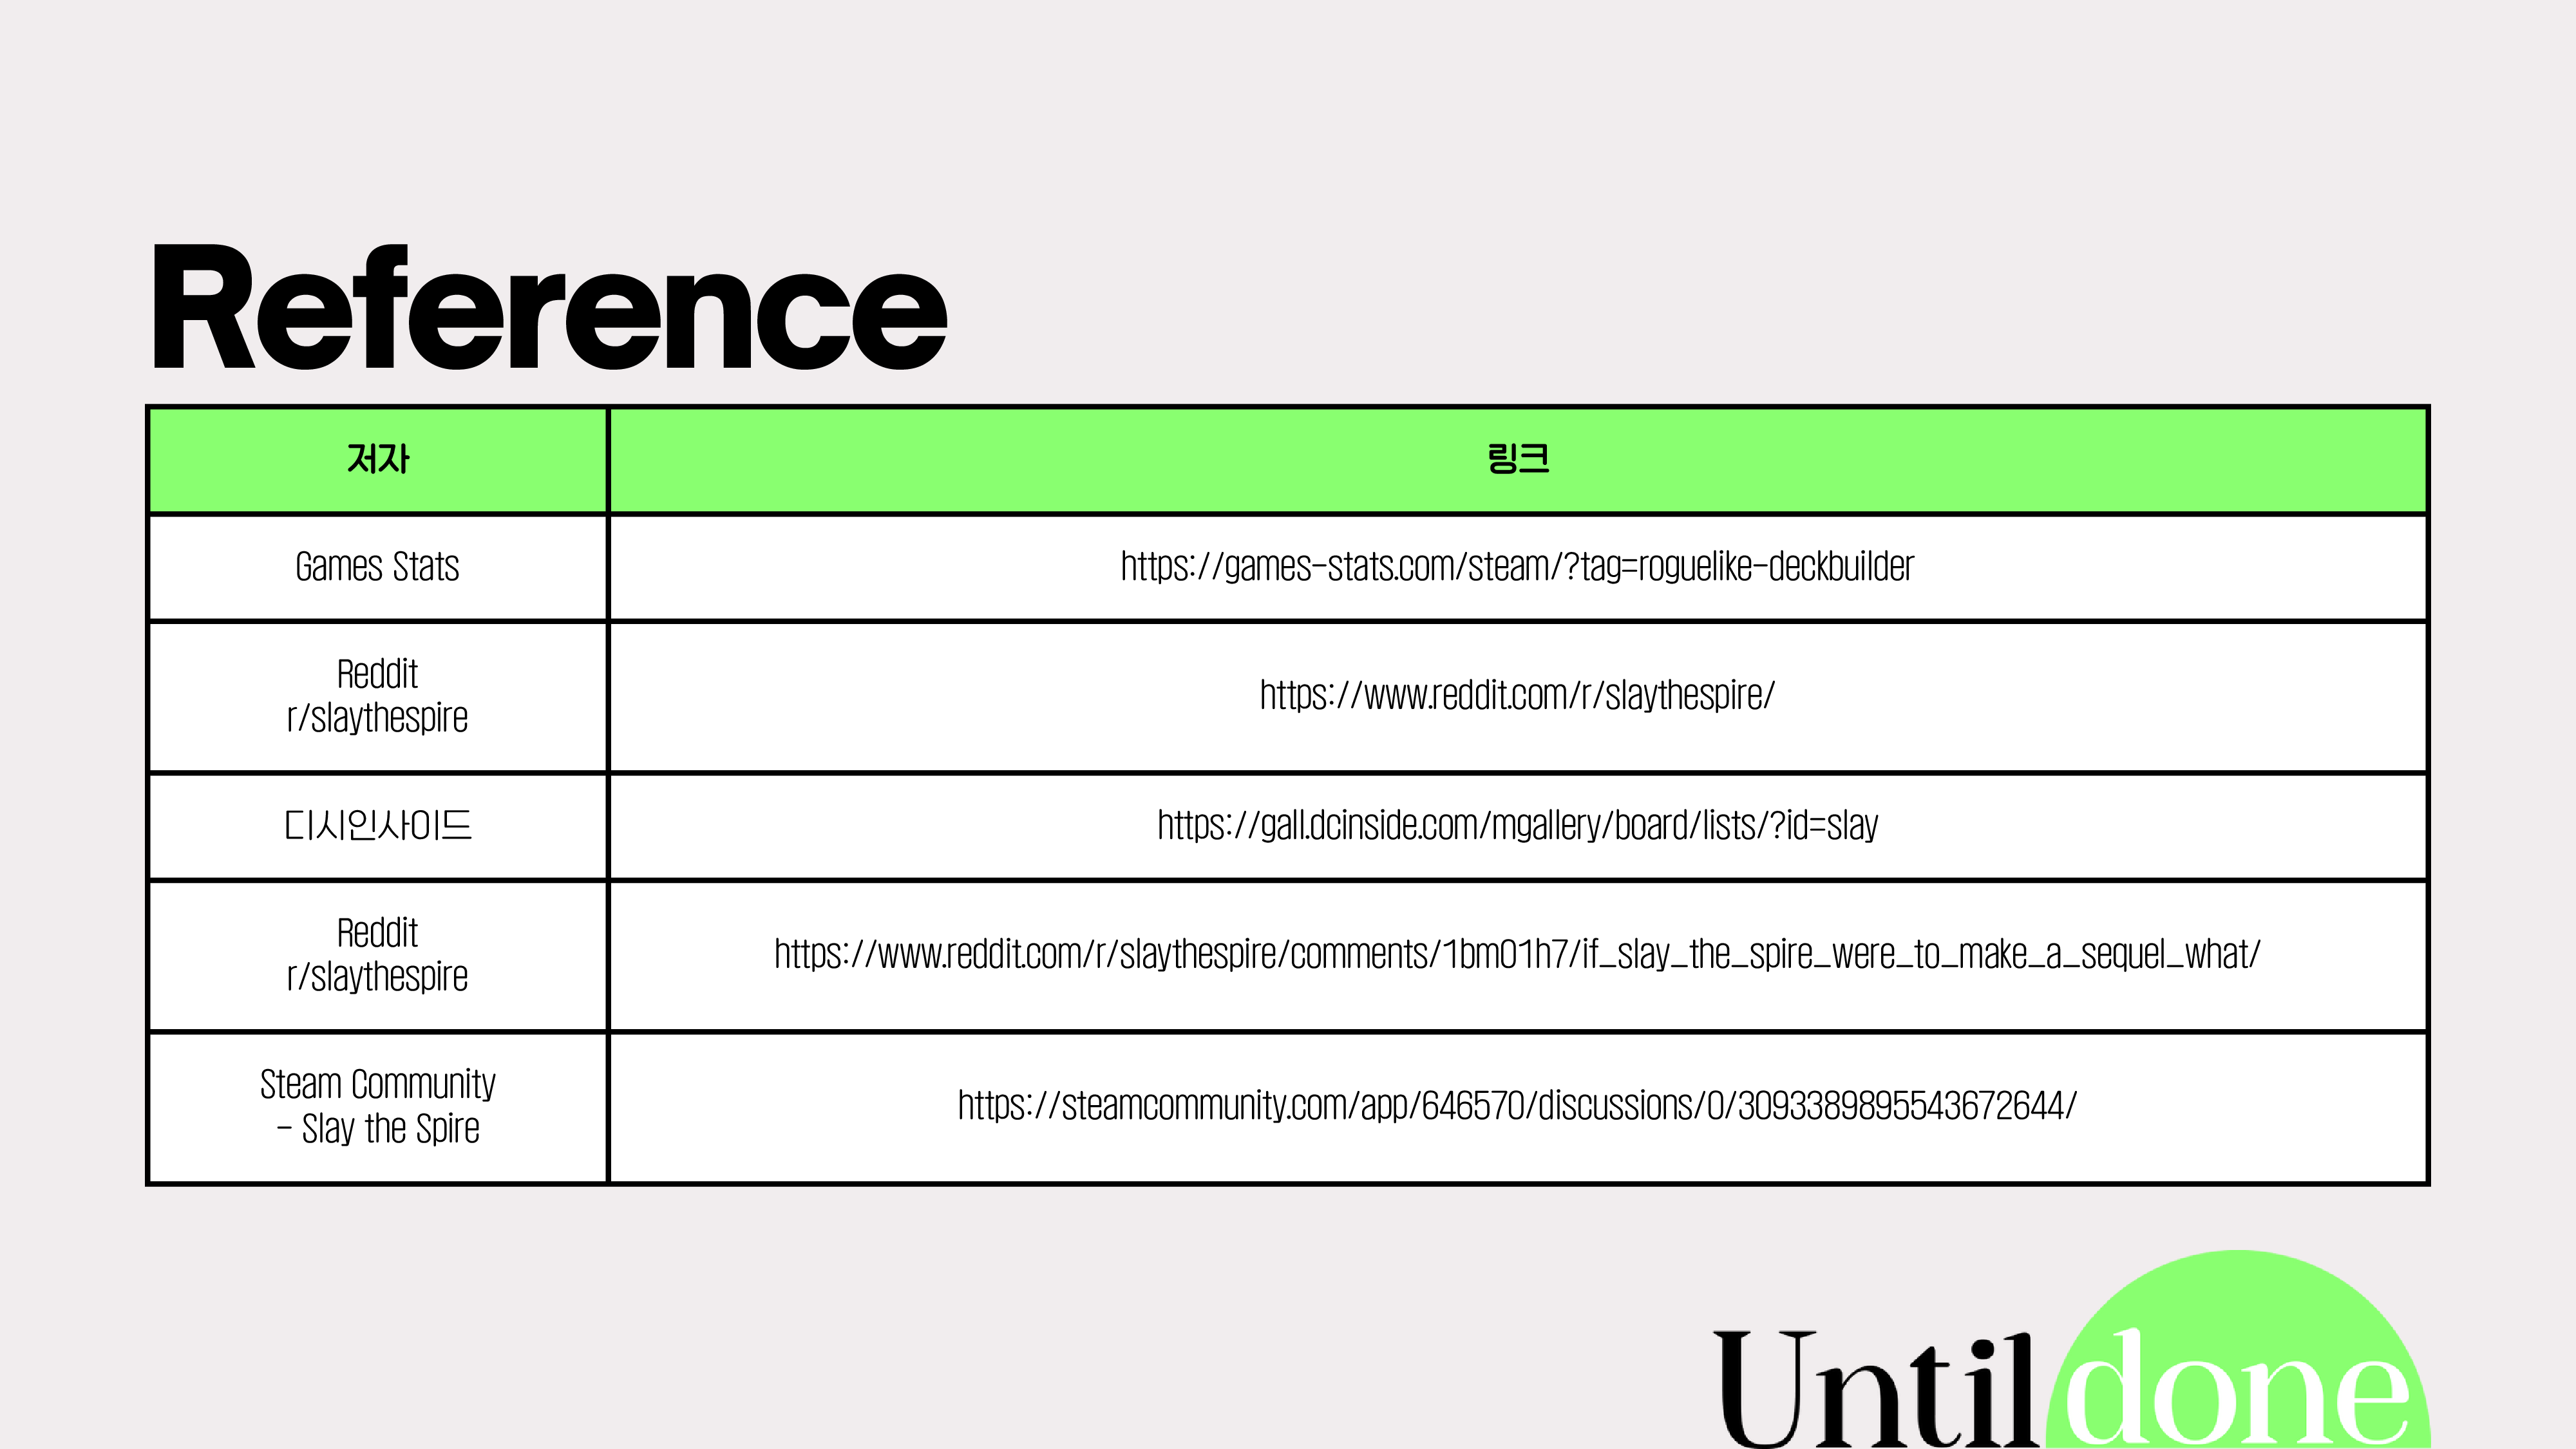 Reference
저자
링크
Games Stats
https://games-stats.com/steam/?tag=roguelike-deckbuilder
Reddit
r/slaythespire
https://www.reddit.com/r/slaythespire/
디시인사이드
https://gall.dcinside.com/mgallery/board/lists/?id=slay
Reddit
r/slaythespire
https://www.reddit.com/r/slaythespire/comments/1bm01h7/if_slay_the_spire_were_to_make_a_sequel_what/
Steam Community
- Slay the Spire
https://steamcommunity.com/app/646570/discussions/0/3093389895543672644/
Until done